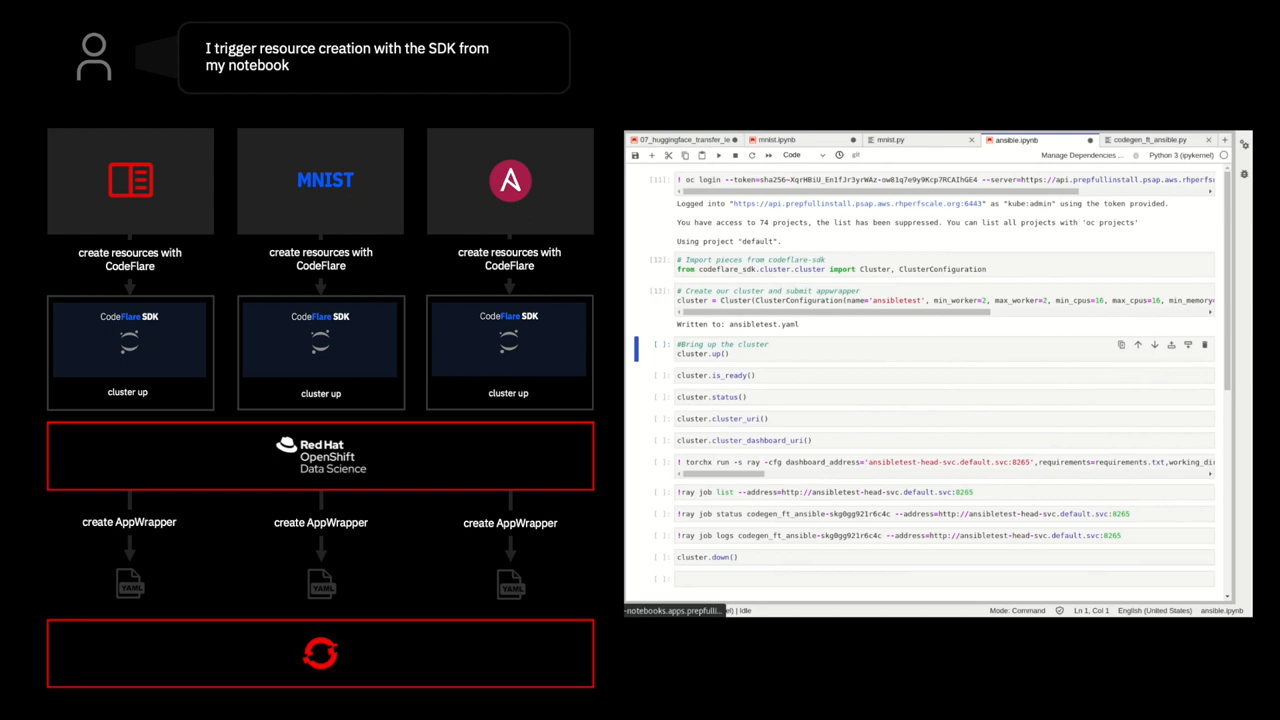 I trigger resource creation with the SDK from
my notebook
MNIST
create resources with
CodeFlare
create resources with
CodeFlare
create resources with
CodeFlare
CodeFlare SDK
cluster up
CodeFlare SDK
cluster up
CodeFlare SDK
cluster up
Red Hat
OpenShift
Data Science
create AppWrapper
create AppWrapper
create AppWrapper
YAML
YAML
YAML
07_huggingface_transfer_le
mnist.ipynb
mnist.py
ansible.ipynb
codegen_ft_ansible.py
Code
Manage Dependencies ...
Python 3 (ipykernel)
[11]: ! oc login --token=sha256~XqrHBiU_En1fJr3yrWAz-ow81q7e9y9Kcp7RCAIhGE4 --server=https://api.prepfullinstall.psap.aws.rhperfsc
Logged into "https://api.prepfullinstall.psap.aws.rhperfscale.org:6443" as "kube:admin" using the token provided.
You have access to 74 projects, the list has been suppressed. You can list all projects with 'oc projects'
Using project "default".
[12]: # Import pieces from codeflare-sdk
from codeflare_sdk.cluster.cluster import Cluster, ClusterConfiguration
[13]: # Create our cluster and submit appwrapper
cluster = Cluster(ClusterConfiguration(name='ansibletest', min_worker=2, max_worker=2, min_cpus=16, max_cpus=16, min_memory=
Written to: ansibletest.yaml
[ ]: #Bring up the cluster
cluster.up()
[ ]: cluster.is_ready()
[ ]: cluster.status()
[ ]: cluster.cluster_uri()
[ ]: cluster.cluster_dashboard_uri()
[ ]: ! torchx run -s ray -cfg dashboard_address='ansibletest-head-svc.default.svc:8265',requirements=requirements.txt,working_dir
[ ]: !ray job list --address=http://ansibletest-head-svc.default.svc:8265
[ ]: !ray job status codegen_ft_ansible-skg0gg921r6c4c --address=http://ansibletest-head-svc.default.svc:8265
[ ]: !ray job logs codegen_ft_ansible-skg0gg921r6c4c --address=http://ansibletest-head-svc.default.svc:8265
[ ]: cluster.down()
[ ]:
-notebooks.apps.prepfulli... el) | Idle
Mode: Command
Ln 1, Col 1
English (United States)
ansible.ipynb